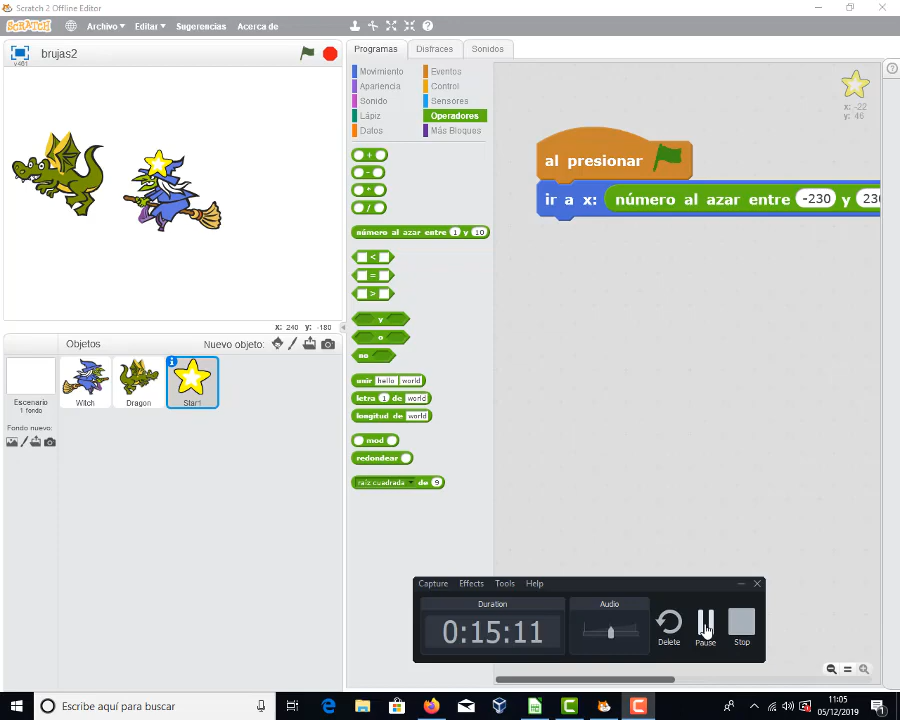 Scratch 2 Offline Editor
SCRATCH
Archivo
Editar
Sugerencias
Acerca de
v461
brujas2
Programas
Disfraces
Sonidos
Movimiento
Eventos
Apariencia
Control
Sonido
Sensores
Lápiz
Operadores
Datos
Más Bloques
+
-
*
/
número al azar entre 1 y 10
<
=
>
y
o
no
unir hello world
letra 1 de world
longitud de world
mod
redondear
raíz cuadrada de 9
al presionar
ir a x: número al azar entre -230 y 230
x: -22
y: 46
x: 240 y: -180
Objetos
Nuevo objeto:
Escenario
1 fondo
Fondo nuevo:
Witch
Dragon
Star1
Capture
Effects
Tools
Help
Duration
0:15:11
Audio
Delete
Pause
Stop
Escribe aquí para buscar
11:05
05/12/2019
1